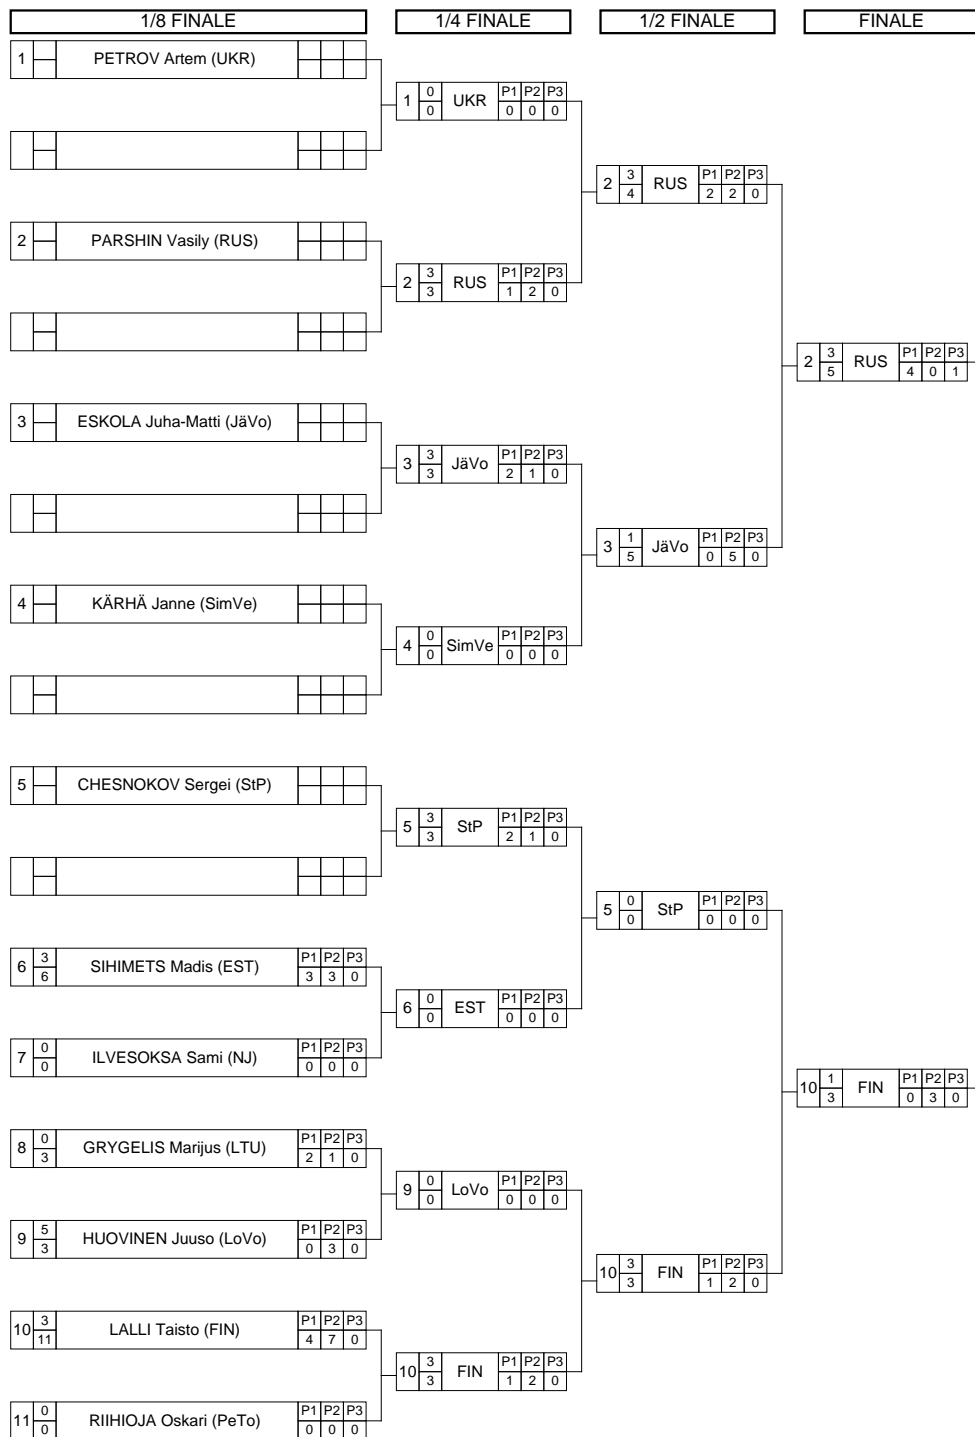 1/8 FINALE 1/4 FINALE 1/2 FINALE FINALE
1 PETROV Artem (UKR)
1 0 0 UKR P1 P2 P3 0 0 0
2 3 4 RUS P1 P2 P3 2 2 0
2 PARSHIN Vasily (RUS)
2 3 3 RUS P1 P2 P3 1 2 0
2 3 5 RUS P1 P2 P3 4 0 1
3 ESKOLA Juha-Matti (JäVo)
3 3 3 JäVo P1 P2 P3 2 1 0
3 1 5 JäVo P1 P2 P3 0 5 0
4 KÄRHÄ Janne (SimVe)
4 0 0 SimVe P1 P2 P3 0 0 0
5 CHESNOKOV Sergei (StP)
5 3 3 StP P1 P2 P3 2 1 0
5 0 0 StP P1 P2 P3 0 0 0
6 3 6 SIHIMETS Madis (EST) P1 P2 P3 3 3 0
6 0 0 EST P1 P2 P3 0 0 0
7 0 0 ILVESOKSA Sami (NJ) P1 P2 P3 0 0 0
10 1 3 FIN P1 P2 P3 0 3 0
8 0 3 GRYGELIS Marijus (LTU) P1 P2 P3 2 1 0
9 0 0 LoVo P1 P2 P3 0 0 0
9 5 3 HUOVINEN Juuso (LoVo) P1 P2 P3 0 3 0
10 3 3 FIN P1 P2 P3 1 2 0
10 3 11 LALLI Taisto (FIN) P1 P2 P3 4 7 0
10 3 3 FIN P1 P2 P3 1 2 0
11 0 0 RIIHIOJA Oskari (PeTo) P1 P2 P3 0 0 0